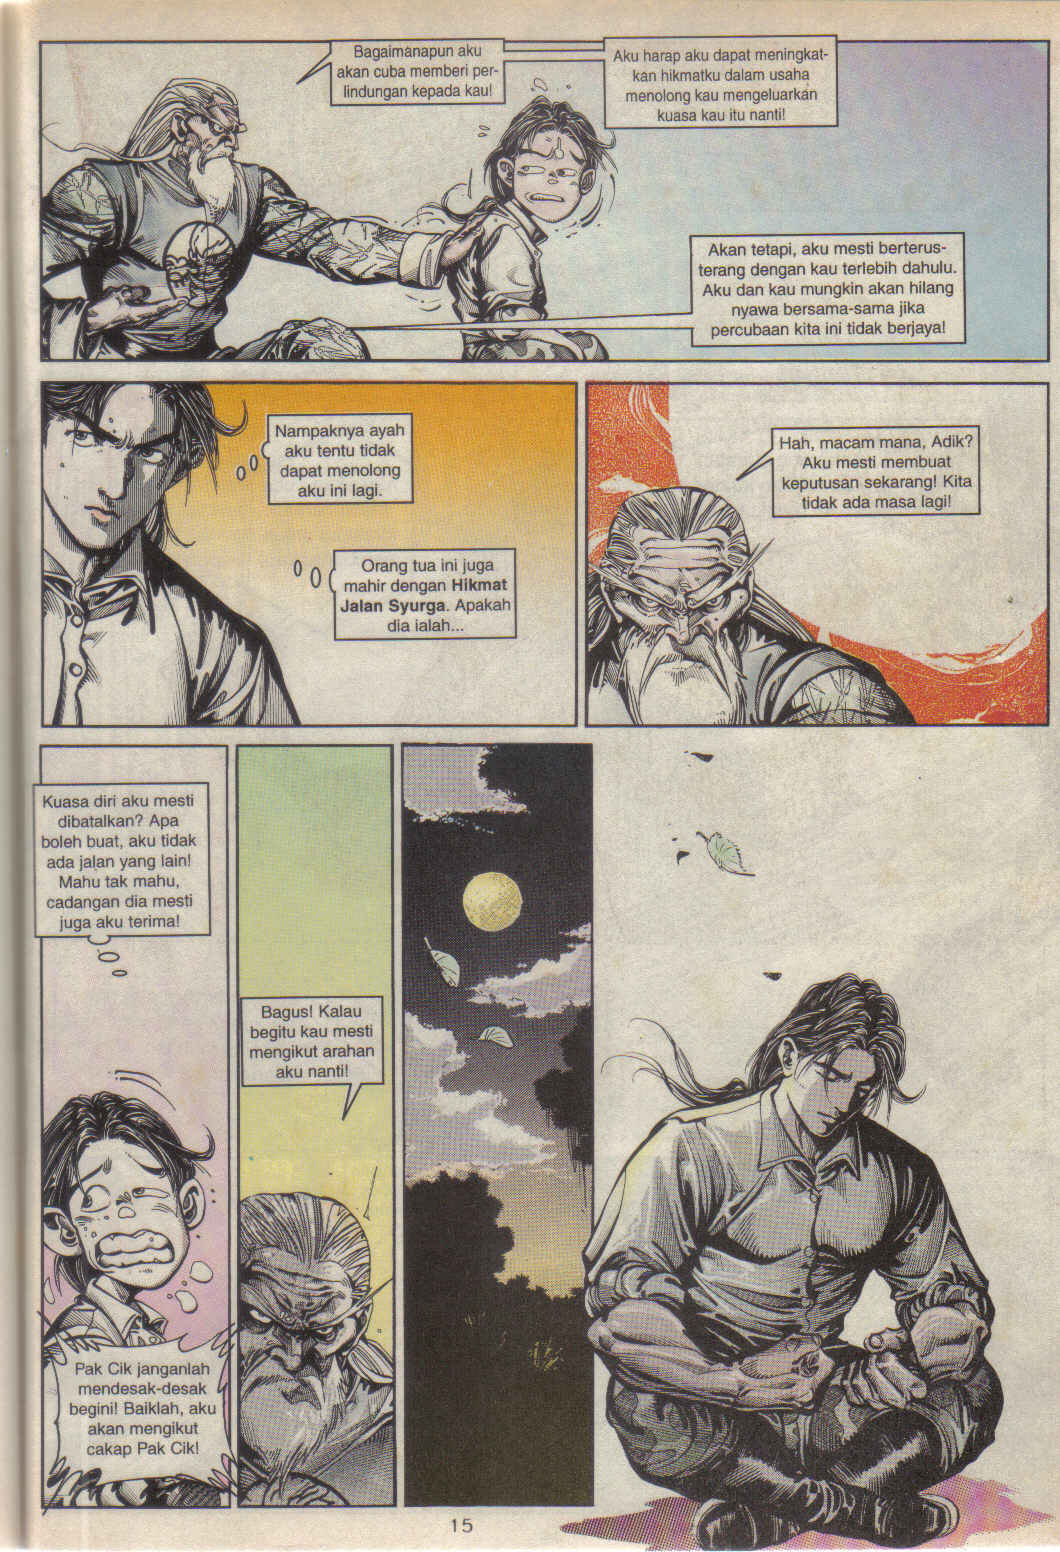 Bagaimanapun aku
akan cuba memberi per-
lindungan kepada kau!
Aku harap aku dapat meningkat-
kan hikmatku dalam usaha
menolong kau mengeluarkan
kuasa kau itu nanti!
Akan tetapi, aku mesti berterus-
terang dengan kau terlebih dahulu.
Aku dan kau mungkin akan hilang
nyawa bersama-sama jika
percubaan kita ini tidak berjaya!
Nampaknya ayah
aku tentu tidak
dapat menolong
aku ini lagi.
Orang tua ini juga
mahir dengan Hikmat
Jalan Syurga. Apakah
dia ialah...
Hah, macam mana, Adik?
Aku mesti membuat
keputusan sekarang! Kita
tidak ada masa lagi!
Kuasa diri aku mesti
dibatalkan? Apa
boleh buat, aku tidak
ada jalan yang lain!
Mahu tak mahu,
cadangan dia mesti
juga aku terima!
Pak Cik janganlah
mendesak-desak
begini! Baiklah, aku
akan mengikut
cakap Pak Cik!
Bagus! Kalau
begitu kau mesti
mengikut arahan
aku nanti!
15